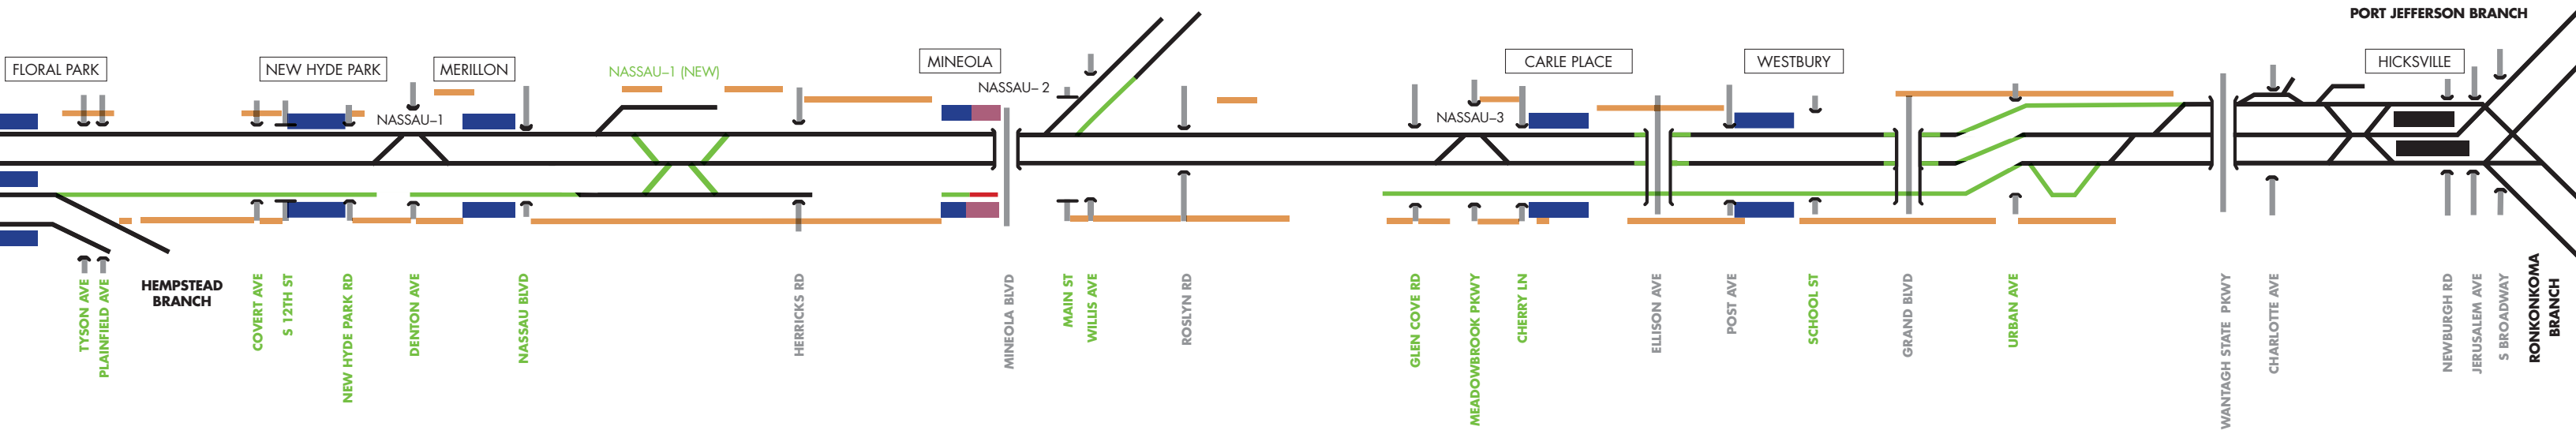 PORT JEFFERSON BRANCH
FLORAL PARK
NEW HYDE PARK
MERILLON
NASSAU–1 (NEW)
MINEOLA
CARLE PLACE
WESTBURY
HICKSVILLE
NASSAU– 2
NASSAU–1
NASSAU–3
TYSON AVE
PLAINFIELD AVE
HEMPSTEAD
BRANCH
COVERT AVE
S 12TH ST
NEW HYDE PARK RD
DENTON AVE
NASSAU BLVD
HERRICKS RD
MINEOLA BLVD
MAIN ST
WILLIS AVE
ROSLYN RD
GLEN COVE RD
MEADOWBROOK PKWY
CHERRY LN
ELLISON AVE
POST AVE
SCHOOL ST
GRAND BLVD
URBAN AVE
WANTAGH STATE PKWY
CHARLOTTE AVE
NEWBURGH RD
JERUSALEM AVE
S BROADWAY
RONKONKOMA
BRANCH